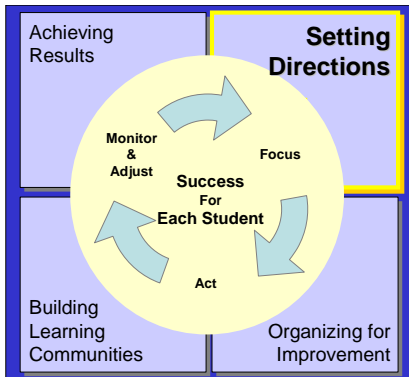 Achieving
Results
Setting
Directions
Monitor
&
Adjust
Focus
Success
For
Each Student
Act
Building
Learning
Communities
Organizing for
Improvement